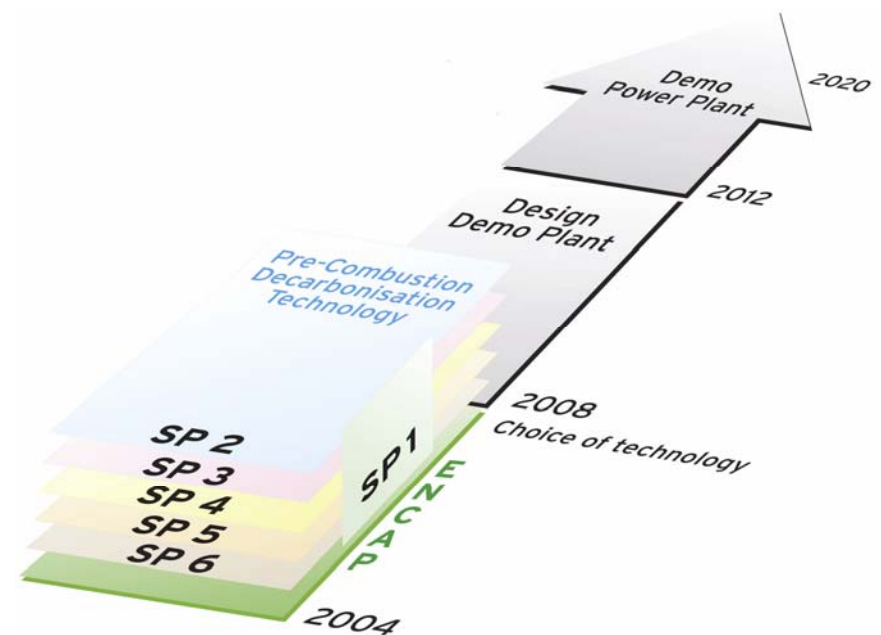 Demo
Power Plant
2020
2012
Design
Demo Plant
Pre-Combustion
Decarbonisation
Technology
2008
Choice of technology
SP 2
SP 3
SP 4
SP 5
SP 6
SP 1
ENCAP
2004